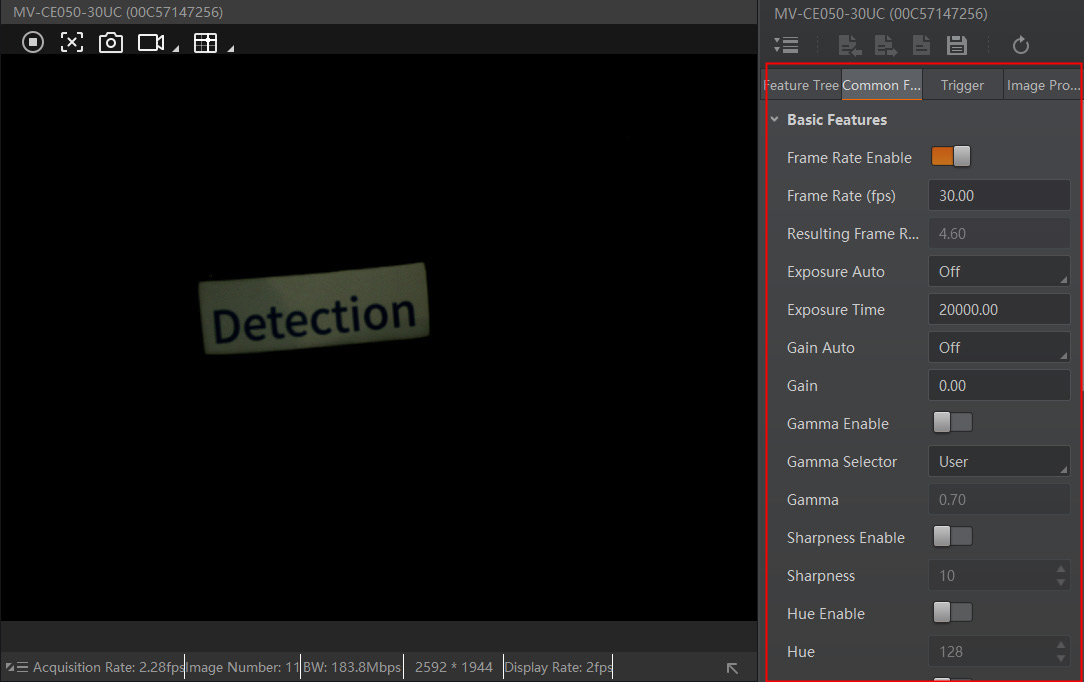 MV-CE050-30UC (00C57147256)
Detection
Acquisition Rate: 2.28fps Image Number: 11 BW: 183.8Mbps 2592 * 1944 Display Rate: 2fps
MV-CE050-30UC (00C57147256)
Feature Tree Common F... Trigger Image Pro...
Basic Features
Frame Rate Enable
Frame Rate (fps) 30.00
Resulting Frame R... 4.60
Exposure Auto Off
Exposure Time 20000.00
Gain Auto Off
Gain 0.00
Gamma Enable
Gamma Selector User
Gamma 0.70
Sharpness Enable
Sharpness 10
Hue Enable
Hue 128